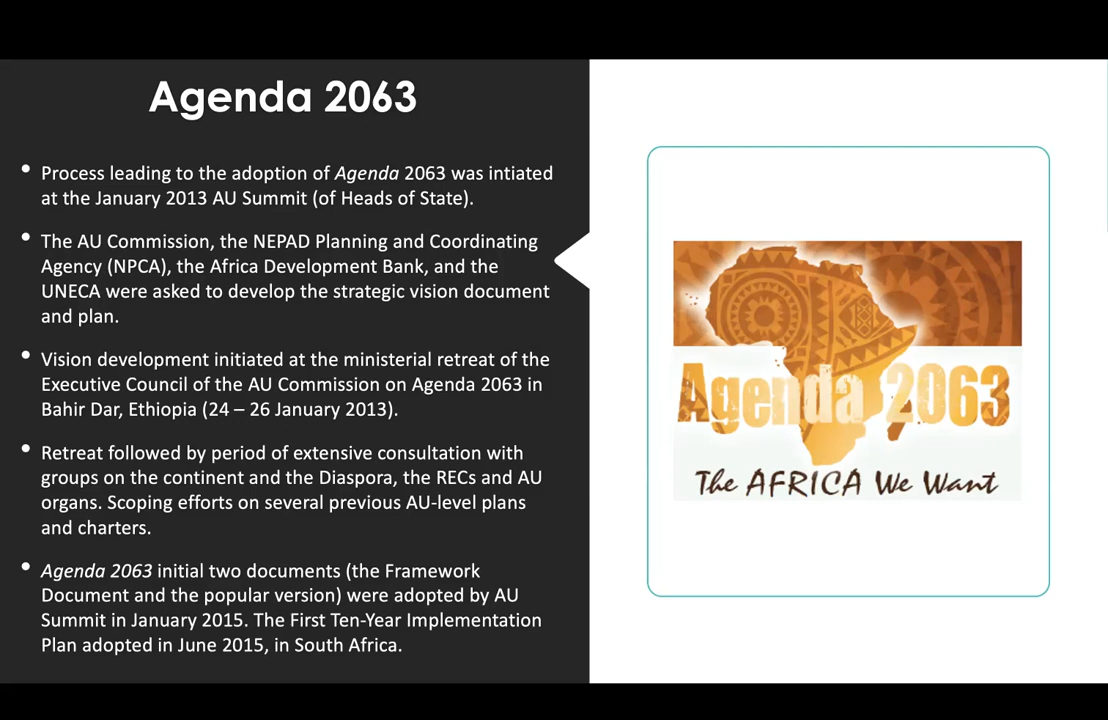 Agenda 2063
• Process leading to the adoption of Agenda 2063 was intiated
at the January 2013 AU Summit (of Heads of State).
• The AU Commission, the NEPAD Planning and Coordinating
Agency (NPCA), the Africa Development Bank, and the
UNECA were asked to develop the strategic vision document
and plan.
• Vision development initiated at the ministerial retreat of the
Executive Council of the AU Commission on Agenda 2063 in
Bahir Dar, Ethiopia (24 – 26 January 2013).
• Retreat followed by period of extensive consultation with
groups on the continent and the Diaspora, the RECs and AU
organs. Scoping efforts on several previous AU-level plans
and charters.
• Agenda 2063 initial two documents (the Framework
Document and the popular version) were adopted by AU
Summit in January 2015. The First Ten-Year Implementation
Plan adopted in June 2015, in South Africa.
Agenda 2063
The AFRICA We Want